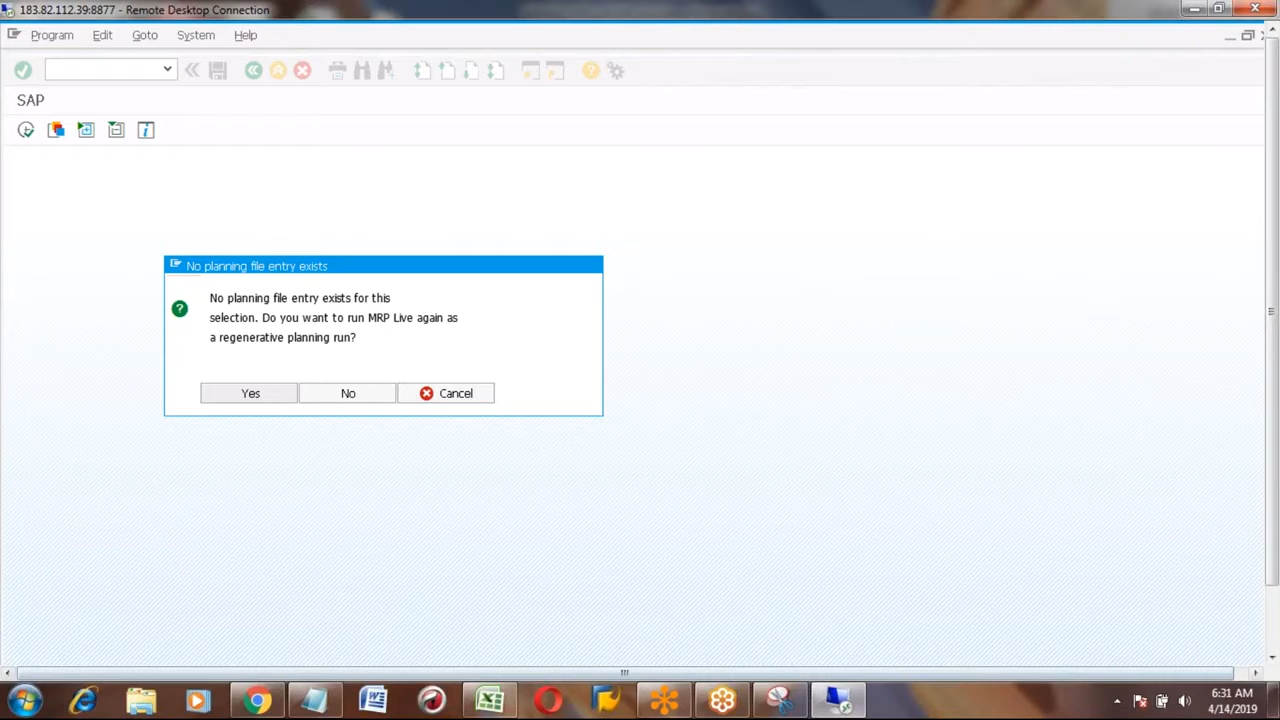 183.82.112.39:8877 - Remote Desktop Connection
Program Edit Goto System Help
SAP
No planning file entry exists
No planning file entry exists for this
selection. Do you want to run MRP Live again as
a regenerative planning run?
Yes No Cancel
6:31 AM
4/14/2019